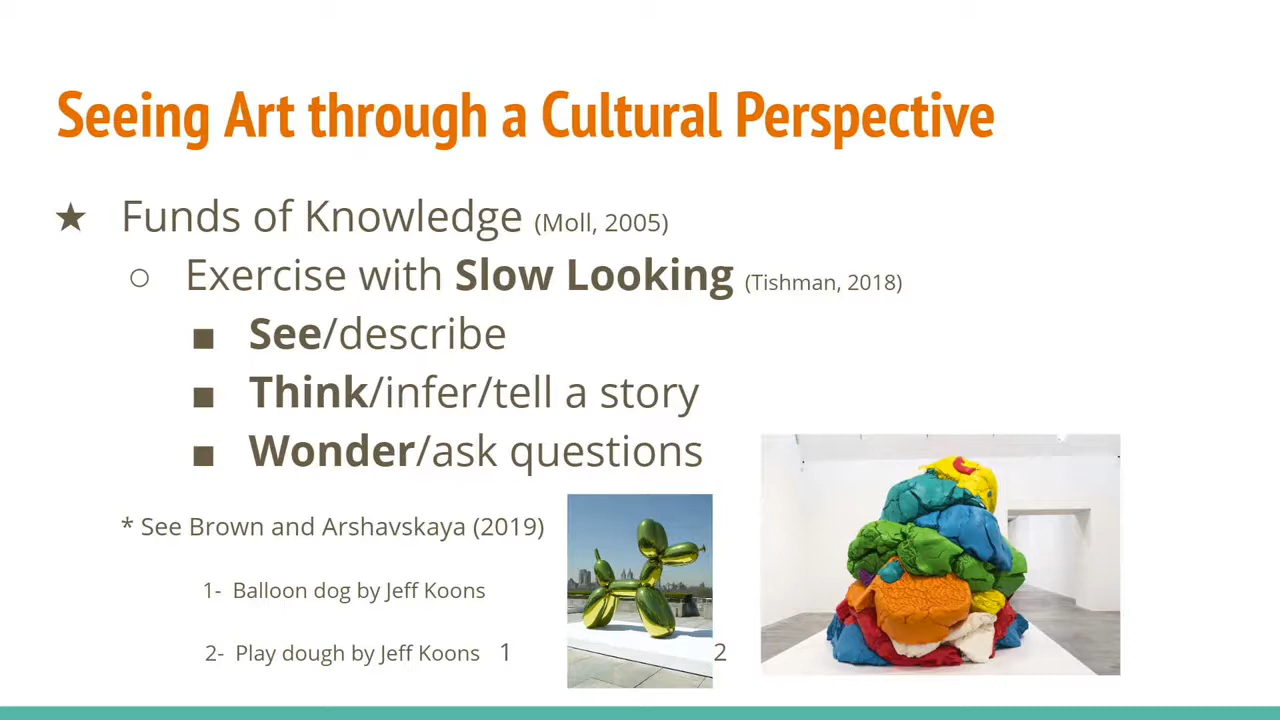 Seeing Art through a Cultural Perspective
★ Funds of Knowledge (Moll, 2005)
○ Exercise with Slow Looking (Tishman, 2018)
■ See/describe
■ Think/infer/tell a story
■ Wonder/ask questions
* See Brown and Arshavskaya (2019)
1- Balloon dog by Jeff Koons
2- Play dough by Jeff Koons 1 2